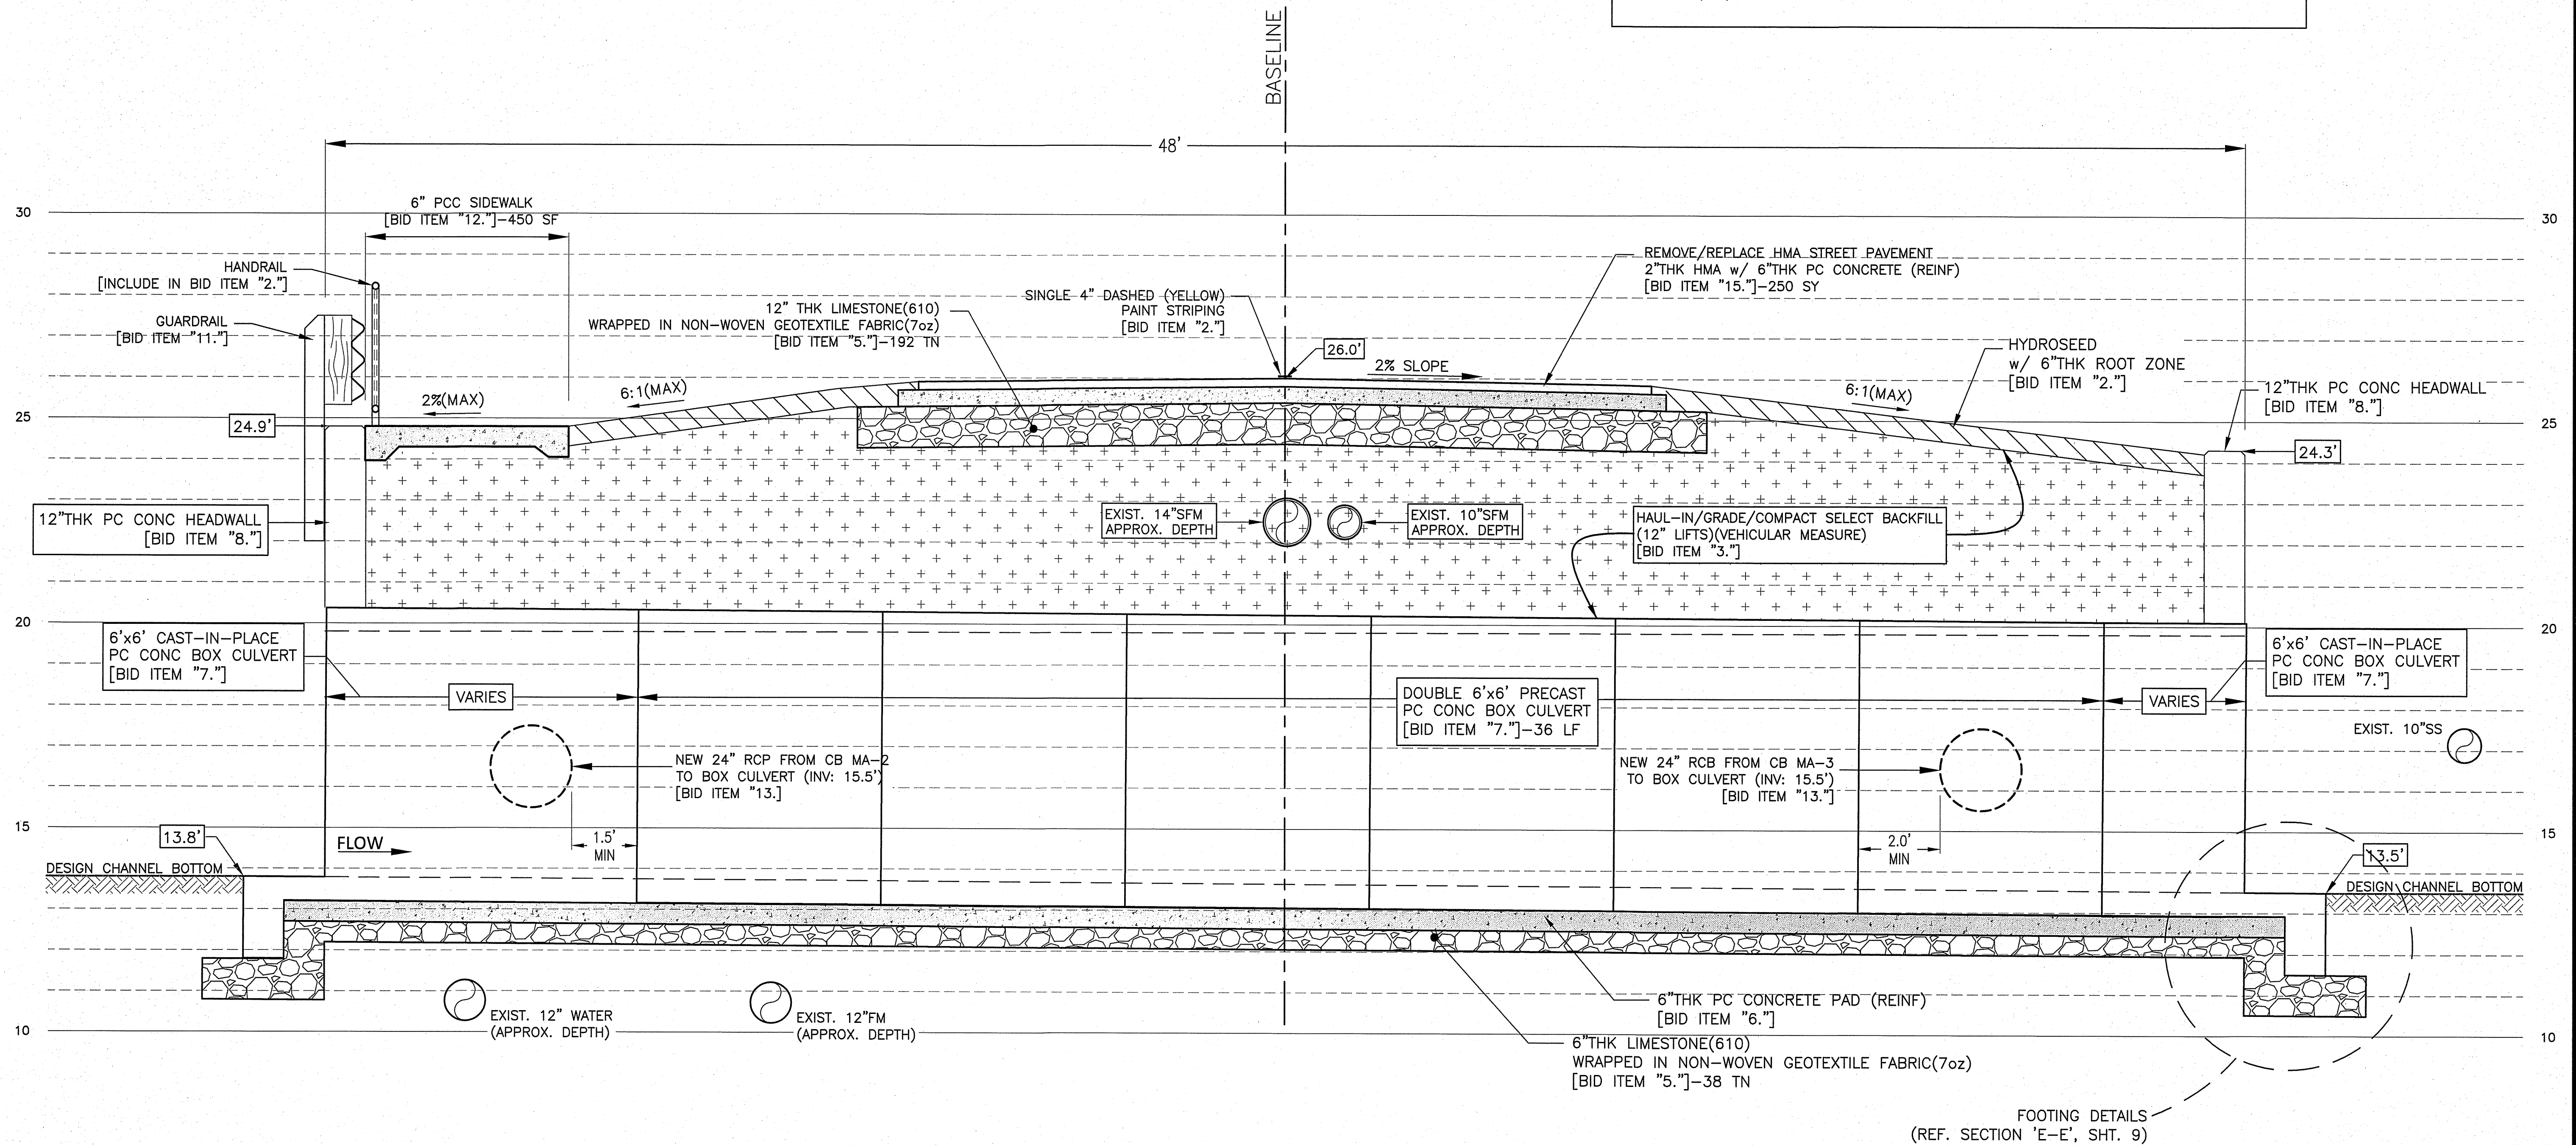 BASELINE
48'
30
30
6" PCC SIDEWALK
[BID ITEM "12."]-450 SF
HANDRAIL
[INCLUDE IN BID ITEM "2."]
GUARDRAIL
[BID ITEM "11."]
12" THK LIMESTONE(610)
WRAPPED IN NON-WOVEN GEOTEXTILE FABRIC(7oz)
[BID ITEM "5."]-192 TN
SINGLE 4" DASHED (YELLOW)
PAINT STRIPING
[BID ITEM "2."]
REMOVE/REPLACE HMA STREET PAVEMENT
2"THK HMA w/ 6"THK PC CONCRETE (REINF)
[BID ITEM "15."]-250 SY
26.0'
2% SLOPE
HYDROSEED
w/ 6"THK ROOT ZONE
[BID ITEM "2."]
12"THK PC CONC HEADWALL
[BID ITEM "8."]
2%(MAX)
6:1(MAX)
6:1(MAX)
25
24.9'
25
24.3'
12"THK PC CONC HEADWALL
[BID ITEM "8."]
EXIST. 14"SFM
APPROX. DEPTH
EXIST. 10"SFM
APPROX. DEPTH
HAUL-IN/GRADE/COMPACT SELECT BACKFILL
(12" LIFTS)(VEHICULAR MEASURE)
[BID ITEM "3."]
20
20
6'x6' CAST-IN-PLACE
PC CONC BOX CULVERT
[BID ITEM "7."]
VARIES
DOUBLE 6'x6' PRECAST
PC CONC BOX CULVERT
[BID ITEM "7."]-36 LF
VARIES
6'x6' CAST-IN-PLACE
PC CONC BOX CULVERT
[BID ITEM "7."]
EXIST. 10"SS
NEW 24" RCP FROM CB MA-2
TO BOX CULVERT (INV: 15.5')
[BID ITEM "13.]
NEW 24" RCB FROM CB MA-3
TO BOX CULVERT (INV: 15.5')
[BID ITEM "13."]
15
15
13.8'
FLOW
1.5'
MIN
2.0'
MIN
13.5'
DESIGN CHANNEL BOTTOM
DESIGN CHANNEL BOTTOM
EXIST. 12" WATER
(APPROX. DEPTH)
EXIST. 12"FM
(APPROX. DEPTH)
6"THK PC CONCRETE PAD (REINF)
[BID ITEM "6."]
10
10
6"THK LIMESTONE(610)
WRAPPED IN NON-WOVEN GEOTEXTILE FABRIC(7oz)
[BID ITEM "5."]-38 TN
FOOTING DETAILS
(REF. SECTION 'E-E', SHT. 9)